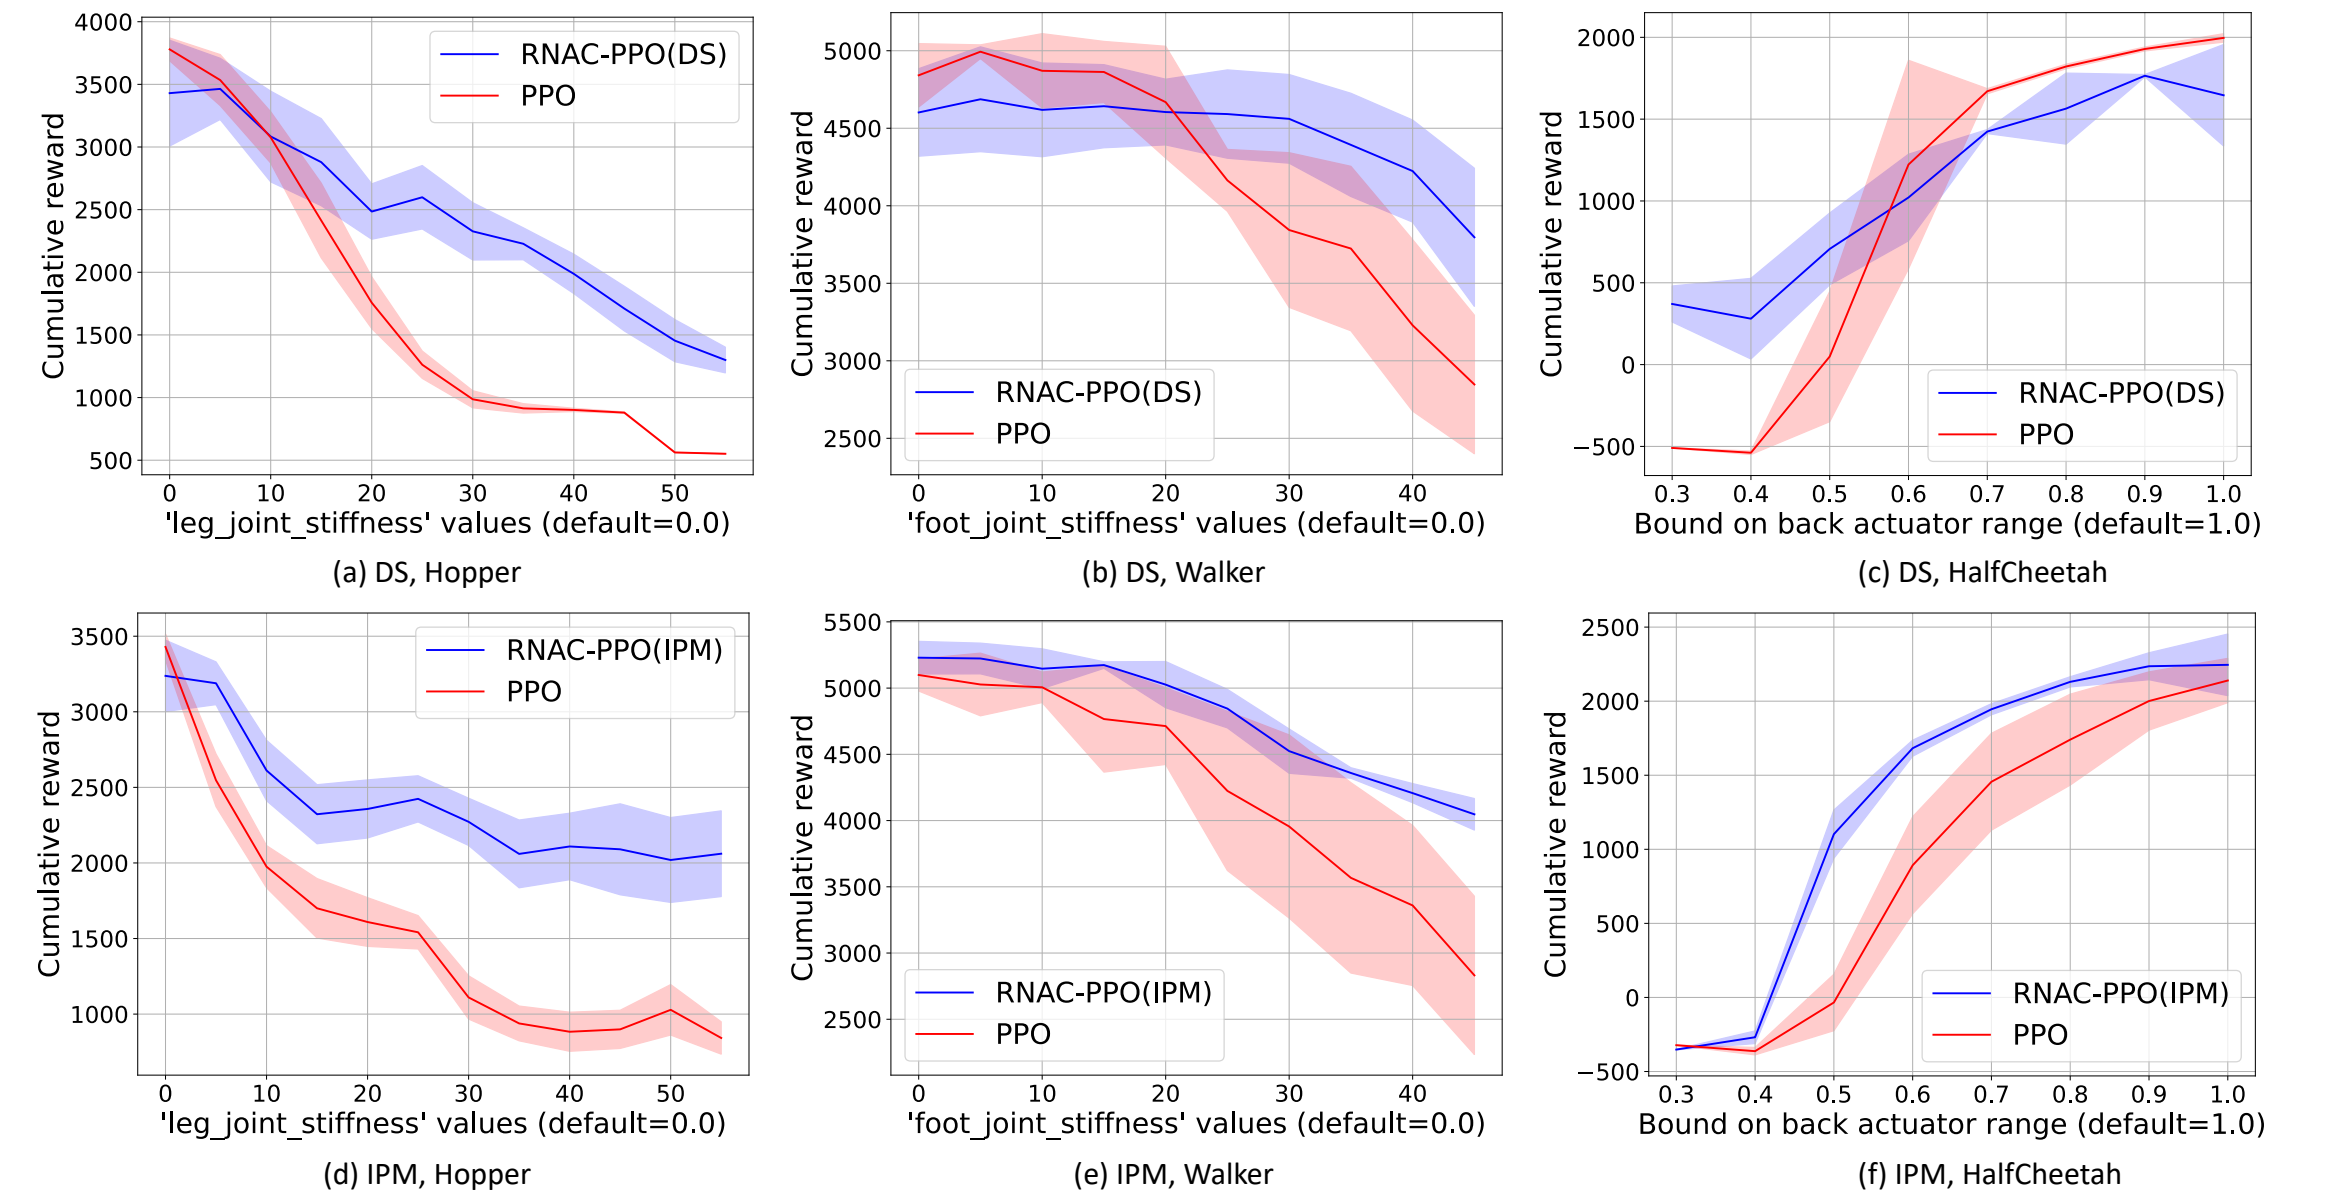 4000
3500
3000
2500
2000
1500
1000
500
Cumulative reward
RNAC-PPO(DS)
PPO
0 10 20 30 40 50
'leg_joint_stiffness' values (default=0.0)
(a) DS, Hopper
5000
4500
4000
3500
3000
2500
Cumulative reward
RNAC-PPO(DS)
PPO
0 10 20 30 40
'foot_joint_stiffness' values (default=0.0)
(b) DS, Walker
2000
1500
1000
500
0
−500
Cumulative reward
RNAC-PPO(DS)
PPO
0.3 0.4 0.5 0.6 0.7 0.8 0.9 1.0
Bound on back actuator range (default=1.0)
(c) DS, HalfCheetah
3500
3000
2500
2000
1500
1000
Cumulative reward
RNAC-PPO(IPM)
PPO
0 10 20 30 40 50
'leg_joint_stiffness' values (default=0.0)
(d) IPM, Hopper
5500
5000
4500
4000
3500
3000
2500
Cumulative reward
RNAC-PPO(IPM)
PPO
0 10 20 30 40
'foot_joint_stiffness' values (default=0.0)
(e) IPM, Walker
2500
2000
1500
1000
500
0
−500
Cumulative reward
RNAC-PPO(IPM)
PPO
0.3 0.4 0.5 0.6 0.7 0.8 0.9 1.0
Bound on back actuator range (default=1.0)
(f) IPM, HalfCheetah